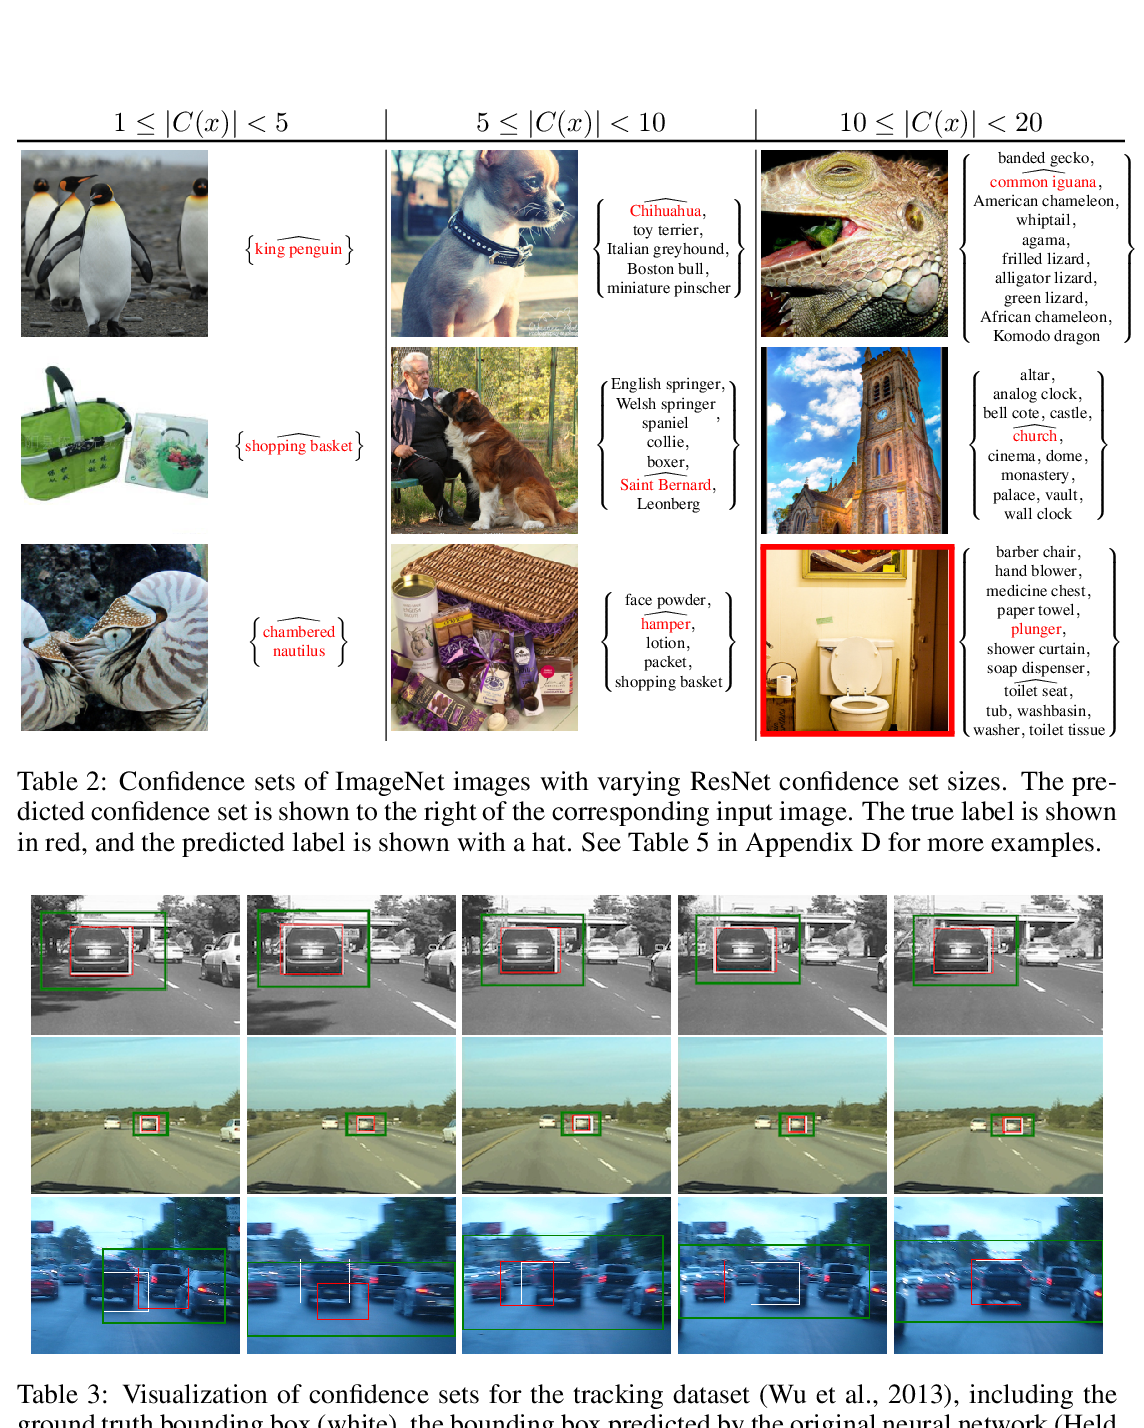 1 ≤ |C(x)| < 5
5 ≤ |C(x)| < 10
10 ≤ |C(x)| < 20
{king penguin}
Chihuahua,
toy terrier,
Italian greyhound,
Boston bull,
miniature pinscher
banded gecko,
common iguana,
American chameleon,
whiptail,
agama,
frilled lizard,
alligator lizard,
green lizard,
African chameleon,
Komodo dragon
{shopping basket}
English springer,
Welsh springer
spaniel ,
collie,
boxer,
Saint Bernard,
Leonberg
altar,
analog clock,
bell cote, castle,
church,
cinema, dome,
monastery,
palace, vault,
wall clock
chambered
nautilus
face powder,
hamper,
lotion,
packet,
shopping basket
barber chair,
hand blower,
medicine chest,
paper towel,
plunger,
shower curtain,
soap dispenser,
toilet seat,
tub, washbasin,
washer, toilet tissue
Table 2: Confidence sets of ImageNet images with varying ResNet confidence set sizes. The pre-
dicted confidence set is shown to the right of the corresponding input image. The true label is shown
in red, and the predicted label is shown with a hat. See Table 5 in Appendix D for more examples.
Table 3: Visualization of confidence sets for the tracking dataset (Wu et al., 2013), including the
ground truth bounding box (white), the bounding box predicted by the original neural network (Held